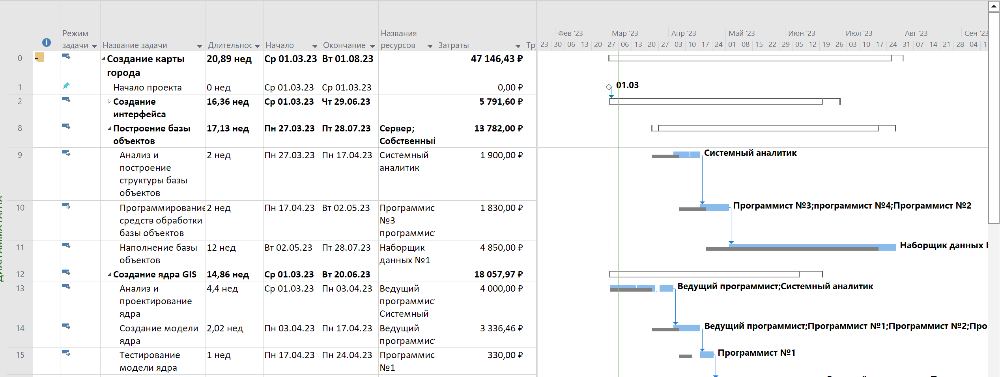 Режим задачи
Название задачи
Длительнос
Начало
Окончание
Названия ресурсов
Затраты
Тру
Фев '23
Мар '23
Апр '23
Май '23
Июн '23
Июл '23
Авг '23
Сен '23
23 30 06 13 20 27 06 13 20 27 03 10 17 24 01 08 15 22 29 05 12 19 26 03 10 17 24 31 07 14 21 28 04 11
0 Создание карты города 20,89 нед Ср 01.03.23 Вт 01.08.23 47 146,43 ₽
1 Начало проекта 0 нед Ср 01.03.23 Ср 01.03.23 0,00 ₽
01.03
2 Создание интерфейса 16,36 нед Ср 01.03.23 Чт 29.06.23 5 791,60 ₽
8 Построение базы объектов 17,13 нед Пн 27.03.23 Пт 28.07.23 Сервер; Собственный 13 782,00 ₽
9 Анализ и построение структуры базы объектов 2 нед Пн 27.03.23 Пн 17.04.23 Системный аналитик 1 900,00 ₽
Системный аналитик
10 Программирование средств обработки базы объектов 2 нед Пн 17.04.23 Вт 02.05.23 Программис №3 программис 1 830,00 ₽
Программист №3;программист №4;Программист №2
11 Наполнение базы объектов 12 нед Вт 02.05.23 Пт 28.07.23 Наборщик данных №1 4 850,00 ₽
Наборщик данных
12 Создание ядра GIS 14,86 нед Ср 01.03.23 Вт 20.06.23 18 057,97 ₽
13 Анализ и проектирование ядра 4,4 нед Ср 01.03.23 Пн 03.04.23 Ведущий программис Системный 4 000,00 ₽
Ведущий программист;Системный аналитик
14 Создание модели ядра 2,02 нед Пн 03.04.23 Пн 17.04.23 Ведущий программис 3 336,46 ₽
Ведущий программист;Программист №1;Программист №2;Про
15 Тестирование модели ядра 1 нед Пн 17.04.23 Пн 24.04.23 Программис №1 330,00 ₽
Программист №1